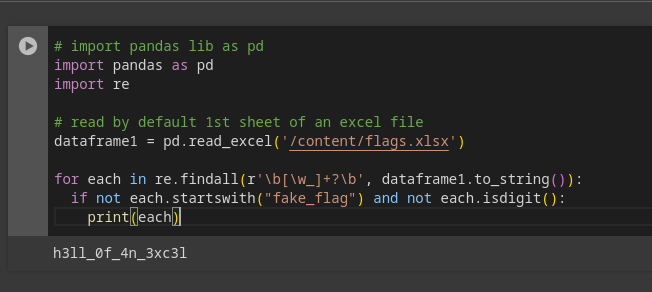 # import pandas lib as pd
import pandas as pd
import re
# read by default 1st sheet of an excel file
dataframe1 = pd.read_excel('/content/flags.xlsx')
for each in re.findall(r'\b[\w_]+?\b', dataframe1.to_string()):
  if not each.startswith("fake_flag") and not each.isdigit():
    print(each)
h3ll_0f_4n_3xc3l